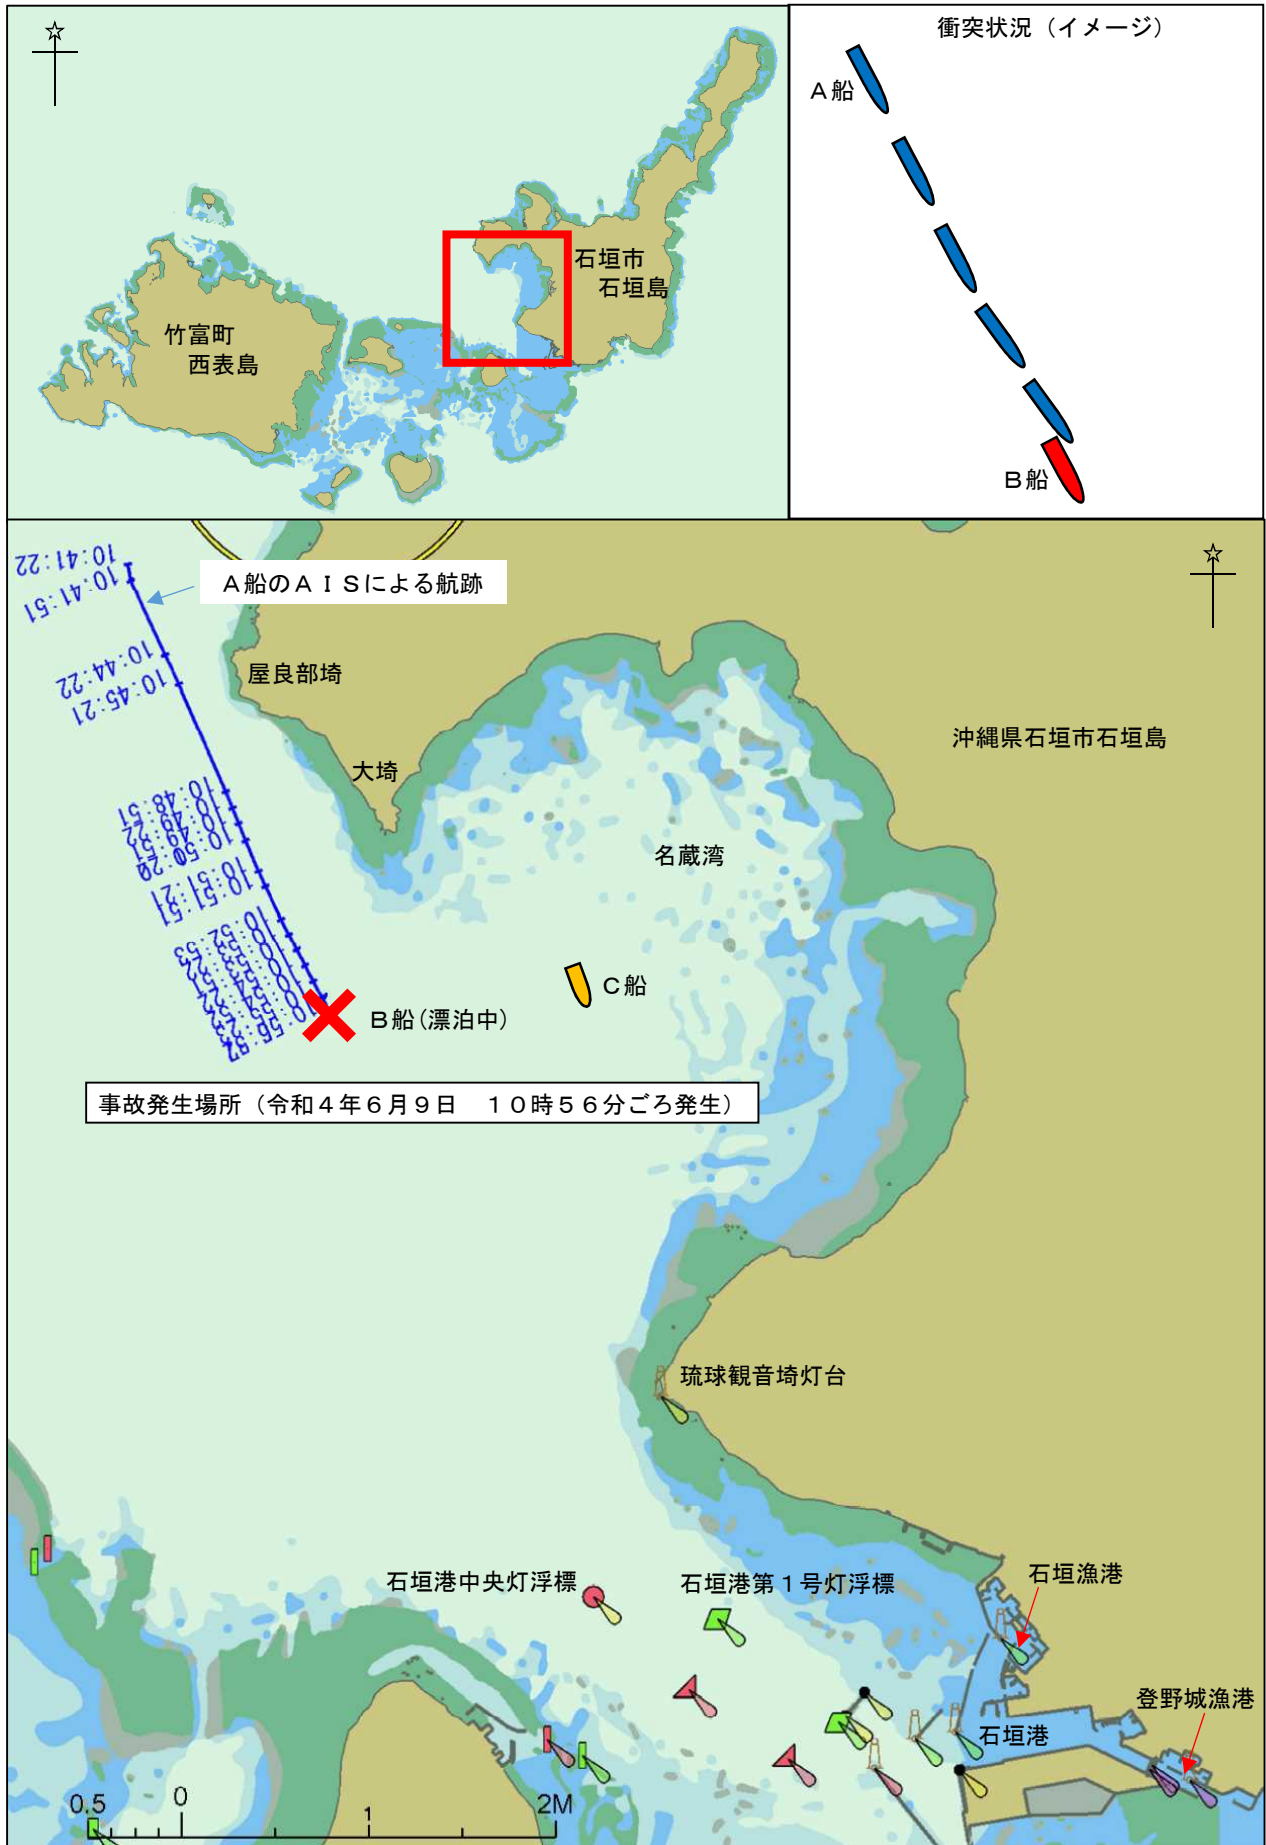 衝突状況（イメージ）
Ａ船
Ｂ船
石垣市
石垣島
竹富町
西表島
10:41:22
10:41:51
10:44:22
10:45:21
10:48:51
10:50:20
10:51:21
10:51:51
Ａ船のＡＩＳによる航跡
屋良部埼
大埼
沖縄県石垣市石垣島
名蔵湾
Ｃ船
Ｂ船(漂泊中)
事故発生場所（令和４年６月９日　１０時５６分ごろ発生）
琉球観音埼灯台
石垣港中央灯浮標
石垣港第１号灯浮標
石垣漁港
登野城漁港
石垣港
0.5
0
1
2M